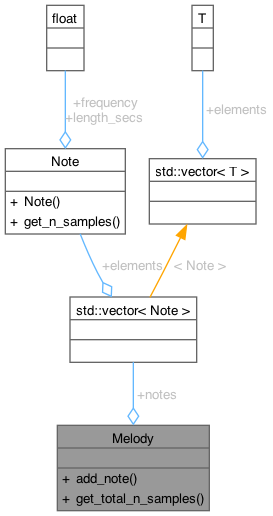 float
T
+frequency
+length_secs
+elements
Note
+ Note()
+ get_n_samples()
std::vector< T >
+elements
< Note >
std::vector< Note >
+notes
Melody
+ add_note()
+ get_total_n_samples()